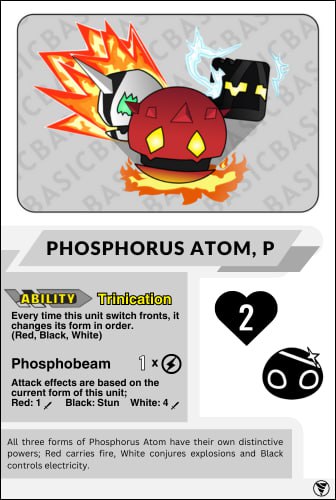 BASICBASICBASIC
PHOSPHORUS ATOM, P
ABILITY Trinication
Every time this unit switch fronts, it
changes its form in order.
(Red, Black, White)
Phosphobeam 1 x
Attack effects are based on the
current form of this unit;
Red: 1 Black: Stun White: 4
2
All three forms of Phosphorus Atom have their own distinctive
powers; Red carries fire, White conjures explosions and Black
controls electricity.